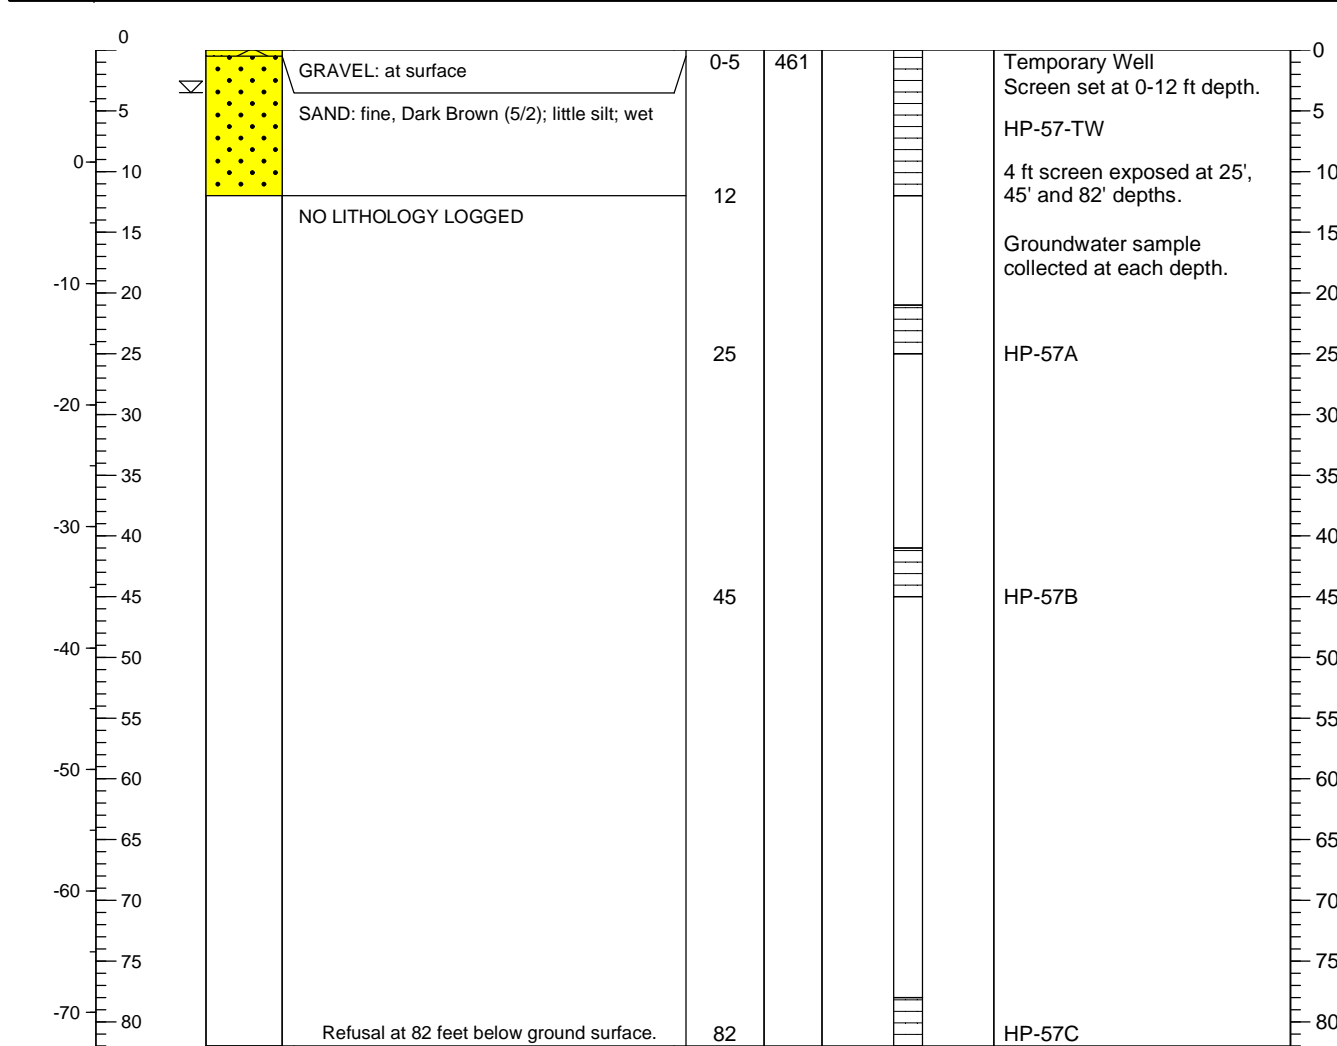 0 0
GRAVEL: at surface 0-5 461 Temporary Well
Screen set at 0-12 ft depth.
5 SAND: fine, Dark Brown (5/2); little silt; wet 5
HP-57-TW
0
10 4 ft screen exposed at 25', 10
12 45' and 82' depths.
NO LITHOLOGY LOGGED
15 Groundwater sample 15
collected at each depth.
-10
20 20
25 25 HP-57A 25
-20
30 30
35 35
-30
40 40
45 45 HP-57B 45
-40
50 50
55 55
-50
60 60
65 65
-60
70 70
75 75
-70
80 80
Refusal at 82 feet below ground surface. 82 HP-57C